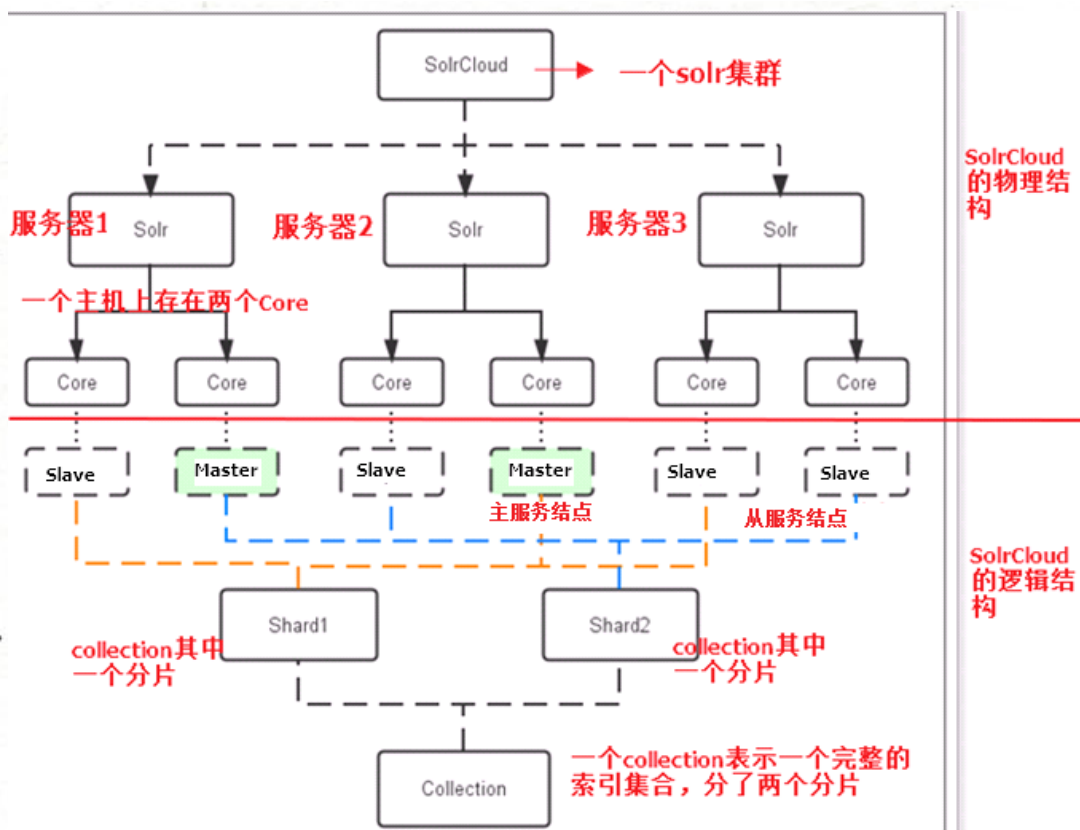 SolrCloud
一个solr集群
SolrCloud
的物理结
构
服务器1
Solr
服务器2
Solr
服务器3
Solr
一个主机上存在两个Core
Core
Core
Core
Core
Core
Core
Slave
Master
Slave
Master
Slave
Slave
主服务结点
从服务结点
SolrCloud
的逻辑结
构
Shard1
Shard2
collection其中
一个分片
collection其中
一个分片
一个collection表示一个完整的
索引集合，分了两个分片
Collection